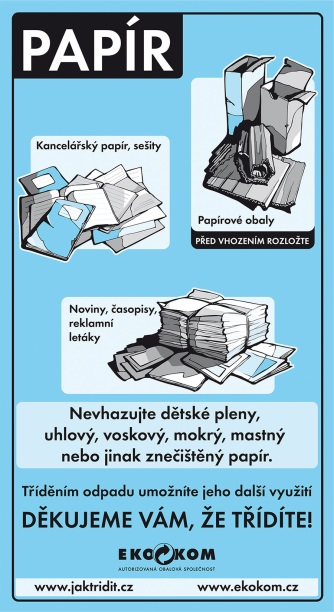 PAPÍR
Kancelářský papír, sešity
Papírové obaly
PŘED VHOZENÍM ROZLOŽTE
Noviny, časopisy,
reklamní
letáky
Nevhazujte dětské pleny,
uhlový, voskový, mokrý, mastný
nebo jinak znečištěný papír.
Tříděním odpadu umožníte jeho další využití
DĚKUJEME VÁM, ŽE TŘÍDÍTE!
EKO KOM
AUTORIZOVANÁ OBALOVÁ SPOLEČNOST
www.jaktridit.cz
www.ekokom.cz